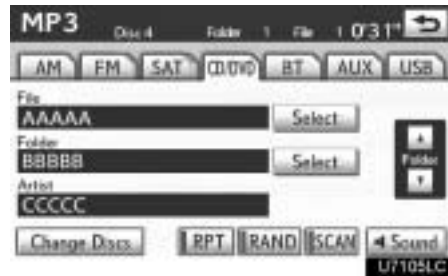 MP3 Disc 4 Folder 1 File 1 0'31"
AM FM SAT CD/DVD BT AUX USB
File
AAAAA Select
Folder
BBBBB Select
Folder
Artist
CCCCC
Change Discs RPT RAND SCAN Sound
U7105LC